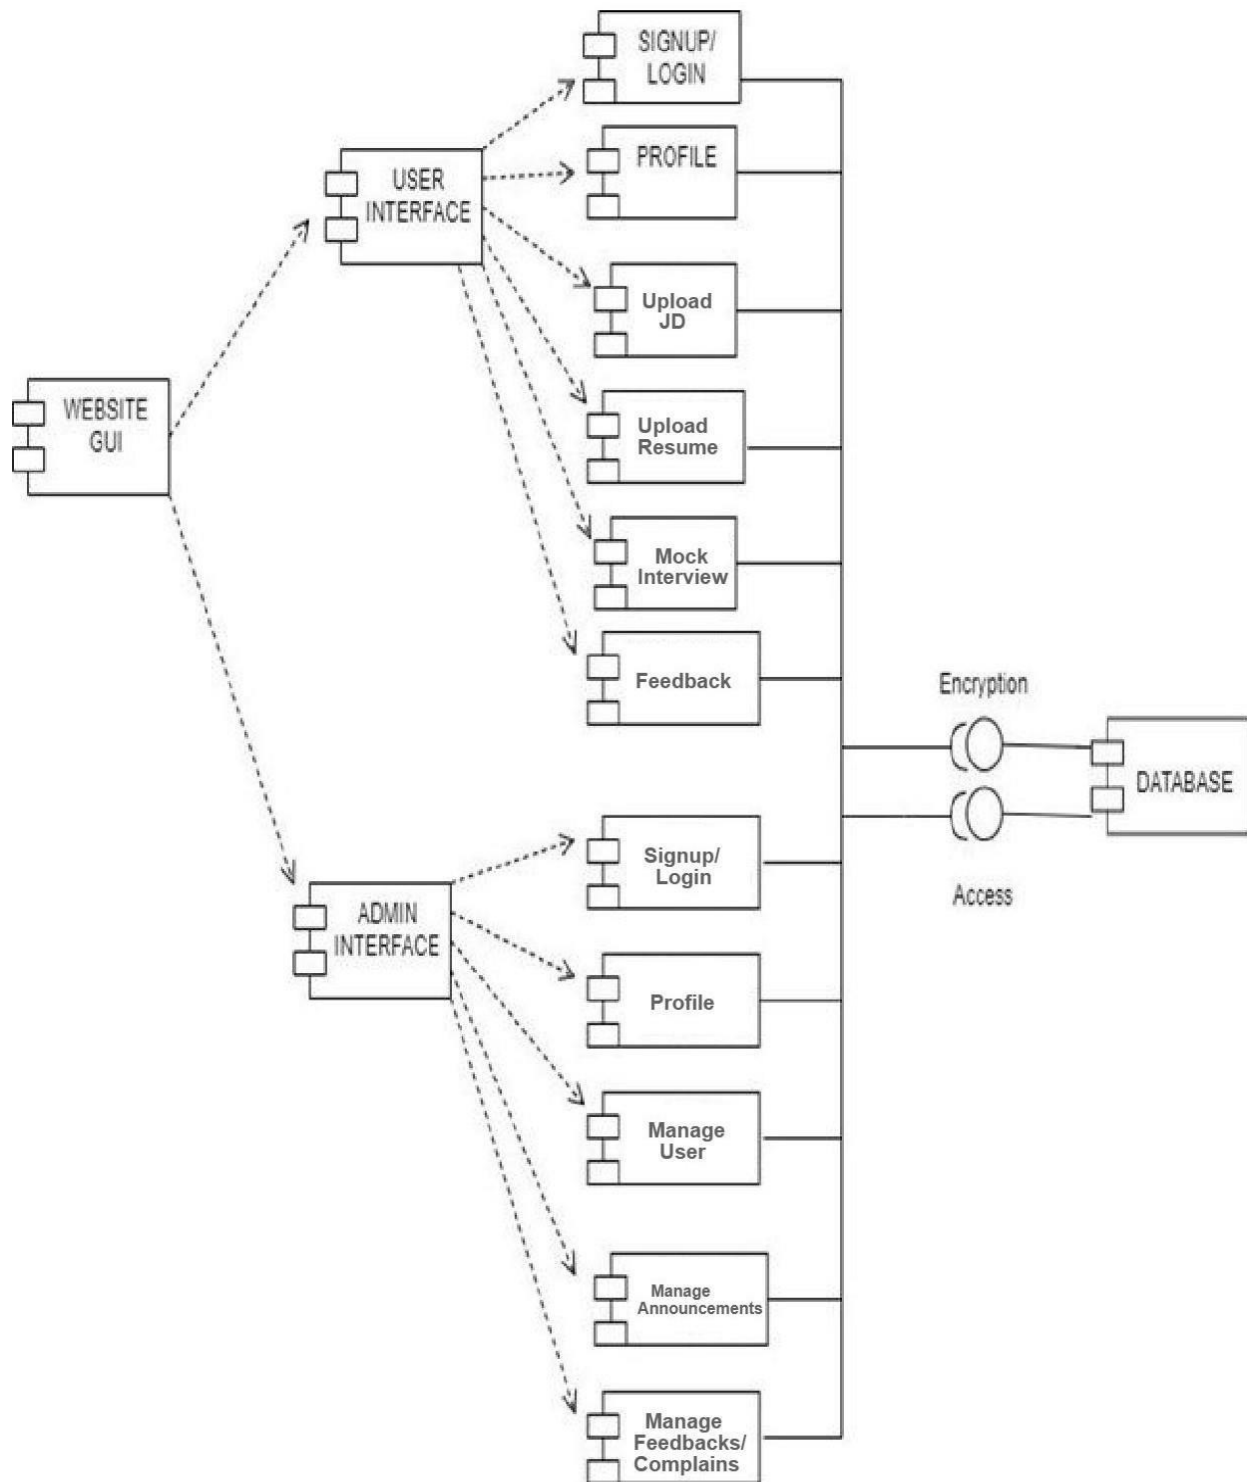 SIGNUP/
LOGIN
PROFILE
USER
INTERFACE
Upload
JD
WEBSITE
GUI
Upload
Resume
Mock
Interview
Feedback
Encryption
DATABASE
Access
Signup/
Login
ADMIN
INTERFACE
Profile
Manage
User
Manage
Announcements
Manage
Feedbacks/
Complains